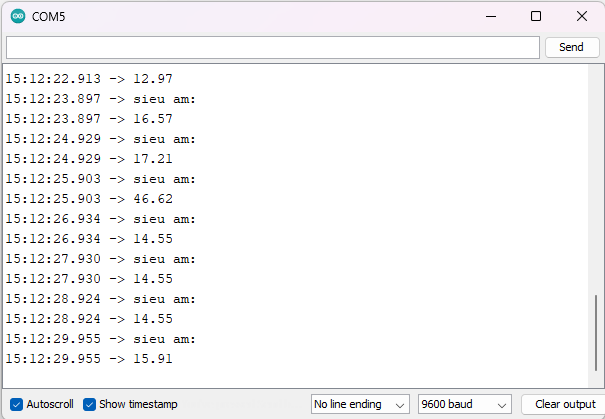 COM5
Send
15:12:22.913 -> 12.97
15:12:23.897 -> sieu am:
15:12:23.897 -> 16.57
15:12:24.929 -> sieu am:
15:12:24.929 -> 17.21
15:12:25.903 -> sieu am:
15:12:25.903 -> 46.62
15:12:26.934 -> sieu am:
15:12:26.934 -> 14.55
15:12:27.930 -> sieu am:
15:12:27.930 -> 14.55
15:12:28.924 -> sieu am:
15:12:28.924 -> 14.55
15:12:29.955 -> sieu am:
15:12:29.955 -> 15.91
Autoscroll Show timestamp No line ending 9600 baud Clear output